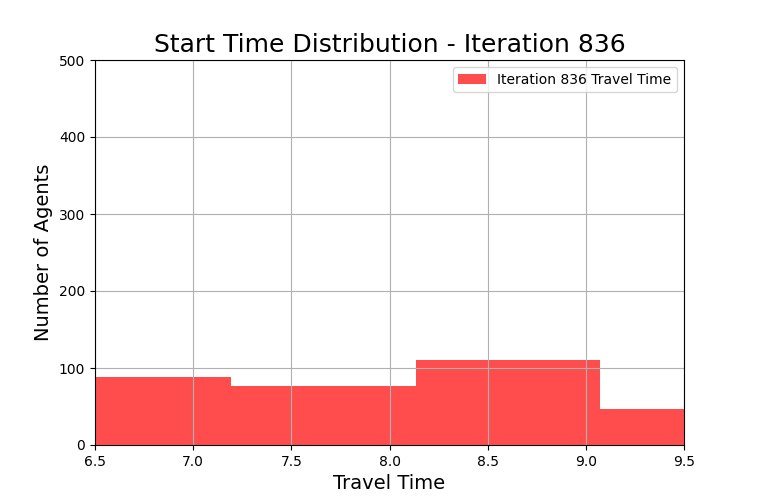 Start Time Distribution - Iteration 836
Iteration 836 Travel Time
Number of Agents
500
400
300
200
100
0
6.5 7.0 7.5 8.0 8.5 9.0 9.5
Travel Time